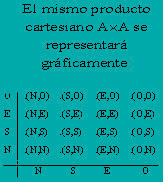 El mismo producto
cartesiano A×A se
representará
gráficamente
O .(N,O) .(S,O) .(E,O) .(O,O)
E .(N,E) .(S,E) .(E,E) .(O,E)
S .(N,S) .(S,S) .(E,S) .(O,S)
N .(N,N) .(S,N) .(E,N) .(O,N)
N S E O